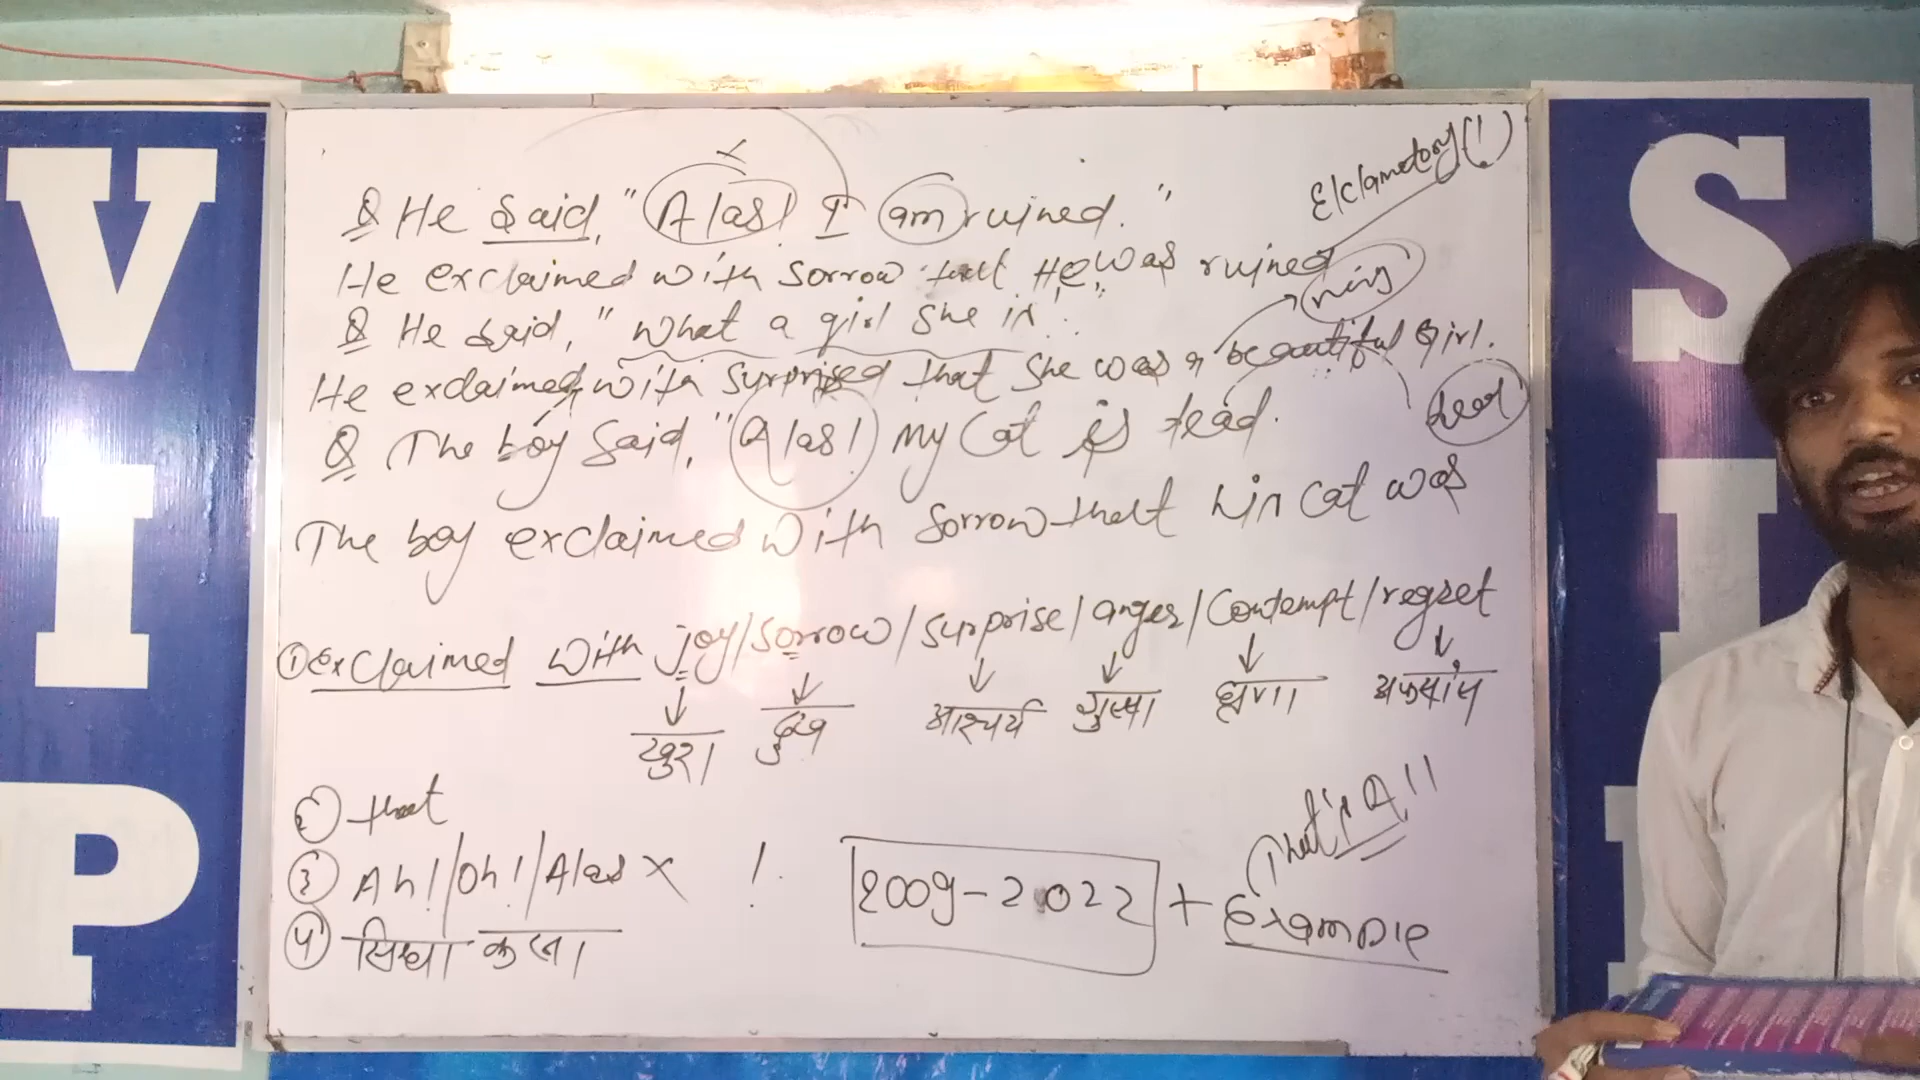 Exclamatory(!)
Q He said, "Alas! I am ruined."
He exclaimed with sorrow that He was ruined
Q He said, "What a girl she is".
nice
He exclaimed with surprised that she was a beautiful girl.
dear
Q The boy said, "Alas! My Cat is dead.
The boy exclaimed with sorrow that his cat was
① exclaimed with joy/sorrow/surprise/anger/Contempt/regret
खुशी दुःख आश्चर्य गुस्सा घृणा अफसोस
② that
③ Ah!/Oh!/Alas X !
④ सिधा कर्ता
2009-2022 + Example
That's All
V
I
P
S